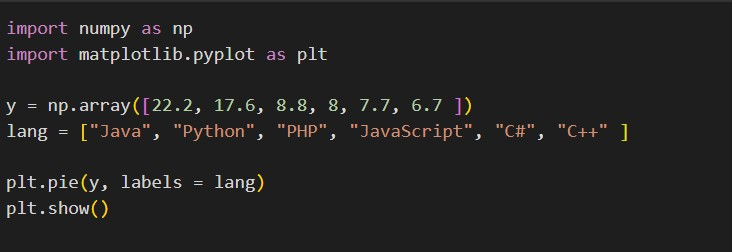 import numpy as np
import matplotlib.pyplot as plt
y = np.array([22.2, 17.6, 8.8, 8, 7.7, 6.7 ])
lang = ["Java", "Python", "PHP", "JavaScript", "C#", "C++" ]
plt.pie(y, labels = lang)
plt.show()